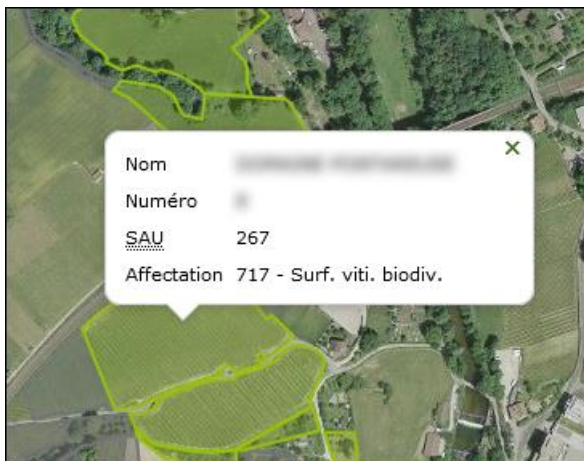 Nom
Numéro
SAU 267
Affectation 717 - Surf. viti. biodiv.